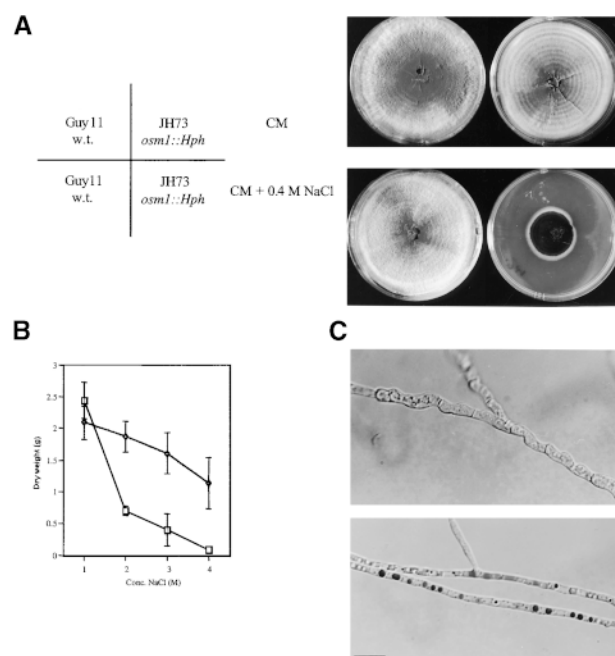 A
Guy11 JH73 CM
w.t. osm1::Hph
Guy11 JH73 CM + 0.4 M NaCl
w.t. osm1::Hph
B
C
3
2.5
2
1.5
1
0.5
0
Dry weight (g)
1 2 3 4
Conc. NaCl (M)